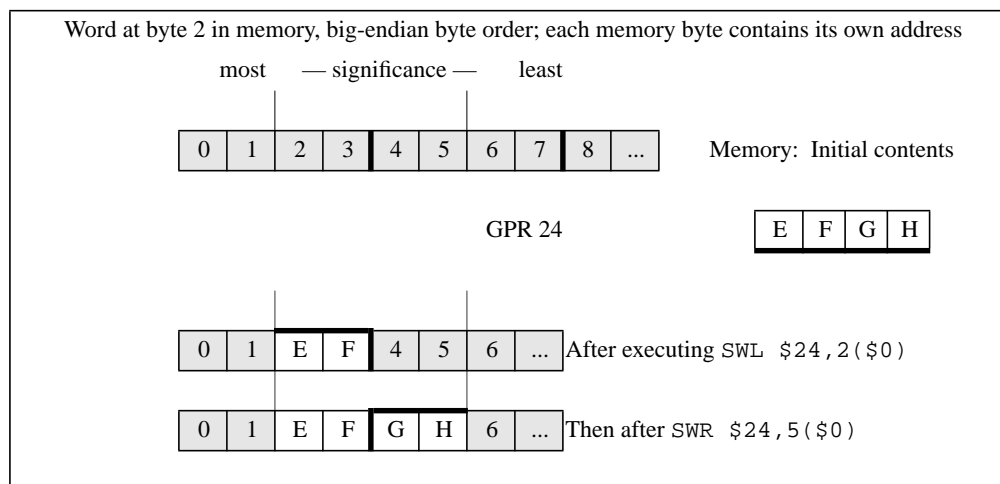 Word at byte 2 in memory, big-endian byte order; each memory byte contains its own address
most — significance — least
0 1 2 3 4 5 6 7 8 ... Memory: Initial contents
GPR 24 E F G H
0 1 E F 4 5 6 ... After executing SWL $24,2($0)
0 1 E F G H 6 ... Then after SWR $24,5($0)